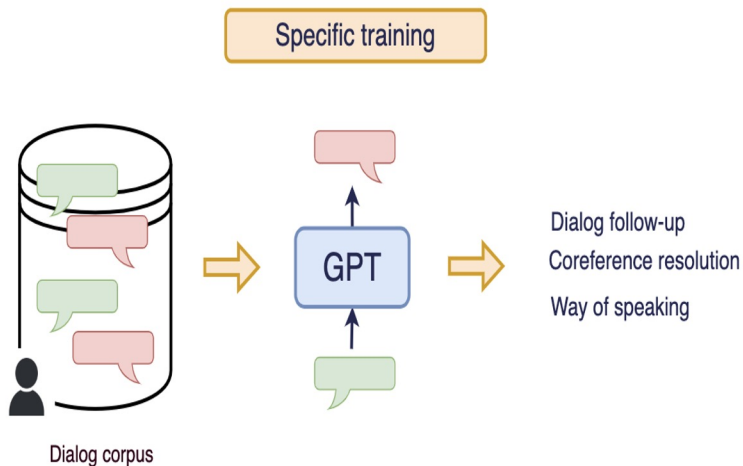 Specific training
GPT
Dialog follow-up
Coreference resolution
Way of speaking
Dialog corpus